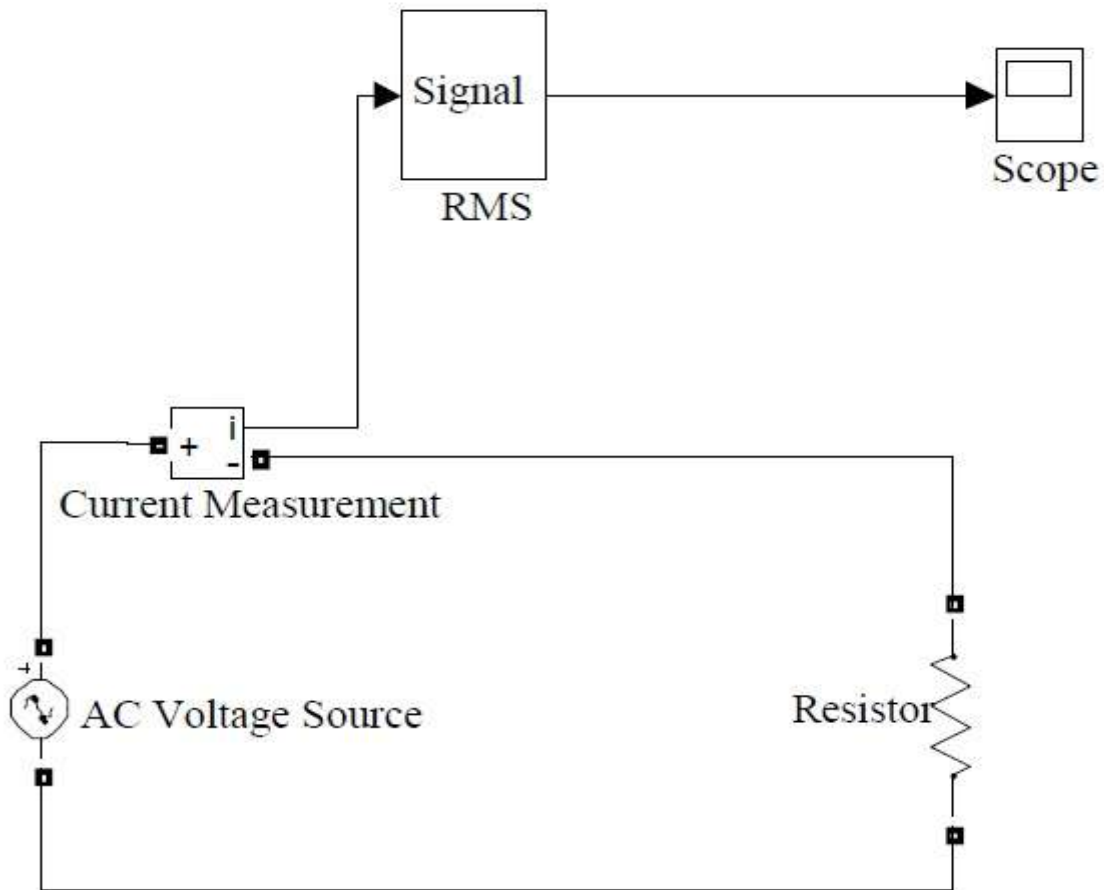 Signal
RMS
Scope
+ i
-
Current Measurement
+
AC Voltage Source
Resistor